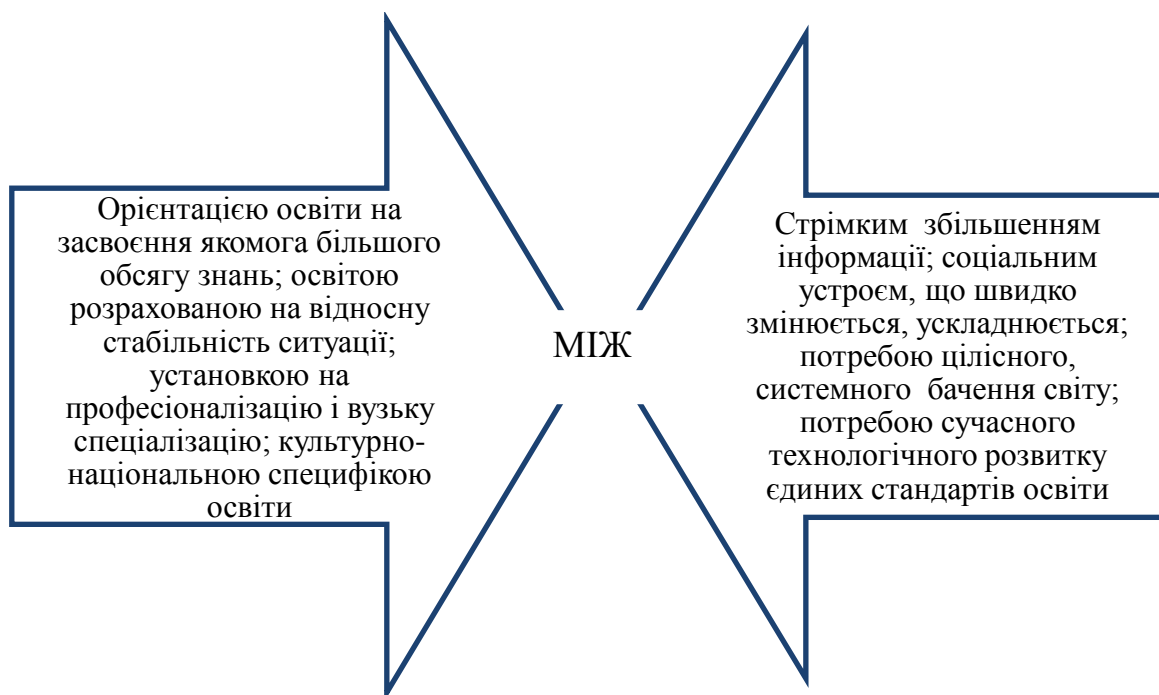 Орієнтацією освіти на
засвоєння якомога більшого
обсягу знань; освітою
розрахованою на відносну
стабільність ситуації;
установкою на
професіоналізацію і вузьку
спеціалізацію; культурно-
національною специфікою
освіти
МІЖ
Стрімким збільшенням
інформації; соціальним
устроєм, що швидко
змінюється, ускладнюється;
потребою цілісного,
системного бачення світу;
потребою сучасного
технологічного розвитку
єдиних стандартів освіти